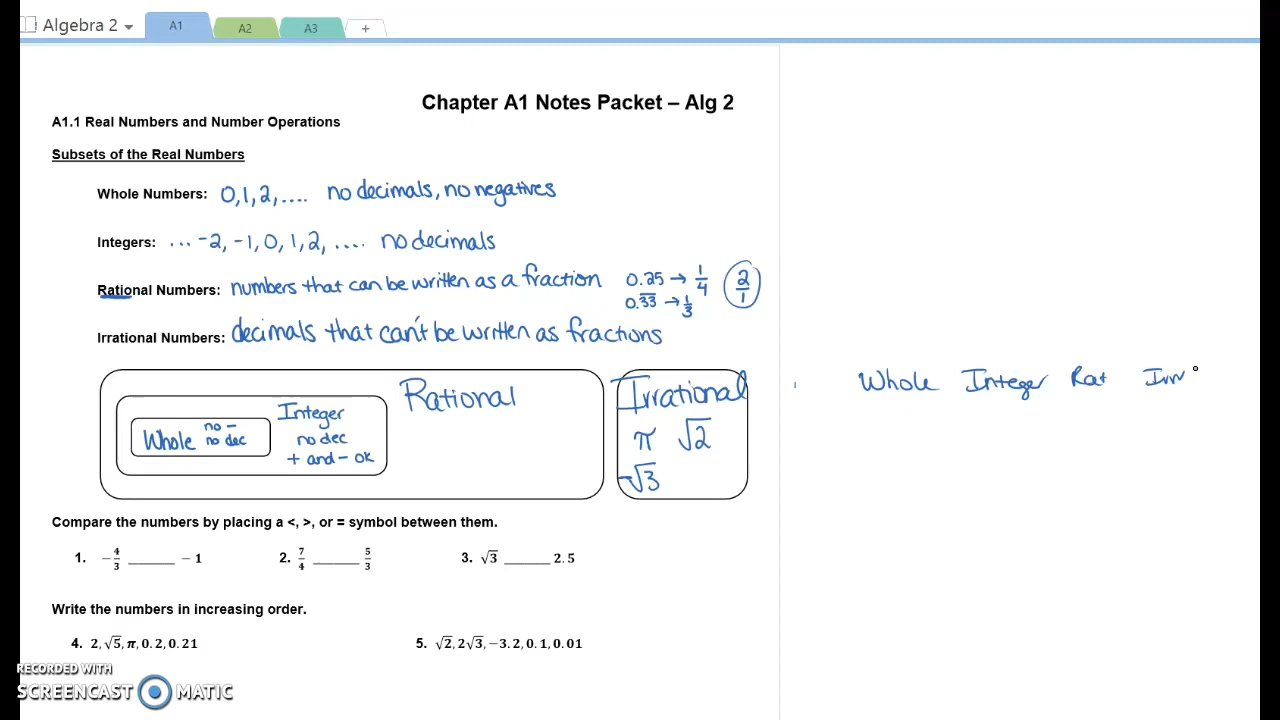 Algebra 2
A1 A2 A3 +
Chapter A1 Notes Packet – Alg 2
A1.1 Real Numbers and Number Operations
Subsets of the Real Numbers
Whole Numbers: 0,1,2,.... no decimals, no negatives
Integers: ... -2, -1, 0, 1, 2, .... no decimals
Rational Numbers: numbers that can be written as a fraction 0.25 → 1/4 2/1
0.3̅3̅ → 1/3
Irrational Numbers: decimals that can't be written as fractions
Rational Irrational Whole Integer Rat Irr
Integer
Whole no – no dec
no dec π √2
+ and – ok
-√3
Compare the numbers by placing a <, >, or = symbol between them.
1. −4/3 ______ − 1 2. 7/4 ______ 5/3 3. √3 ______ 2.5
Write the numbers in increasing order.
4. 2, √5, π, 0.2, 0.21 5. √2, 2√3, −3.2, 0.1, 0.01
RECORDED WITH
SCREENCAST MATIC